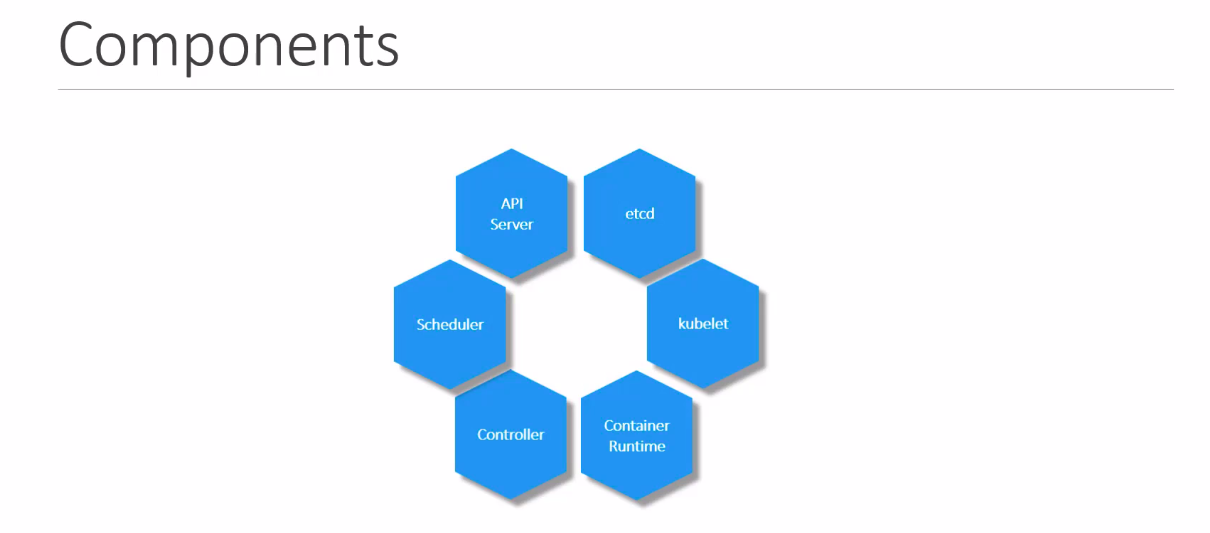 Components
API
Server
etcd
Scheduler
kubelet
Controller
Container
Runtime